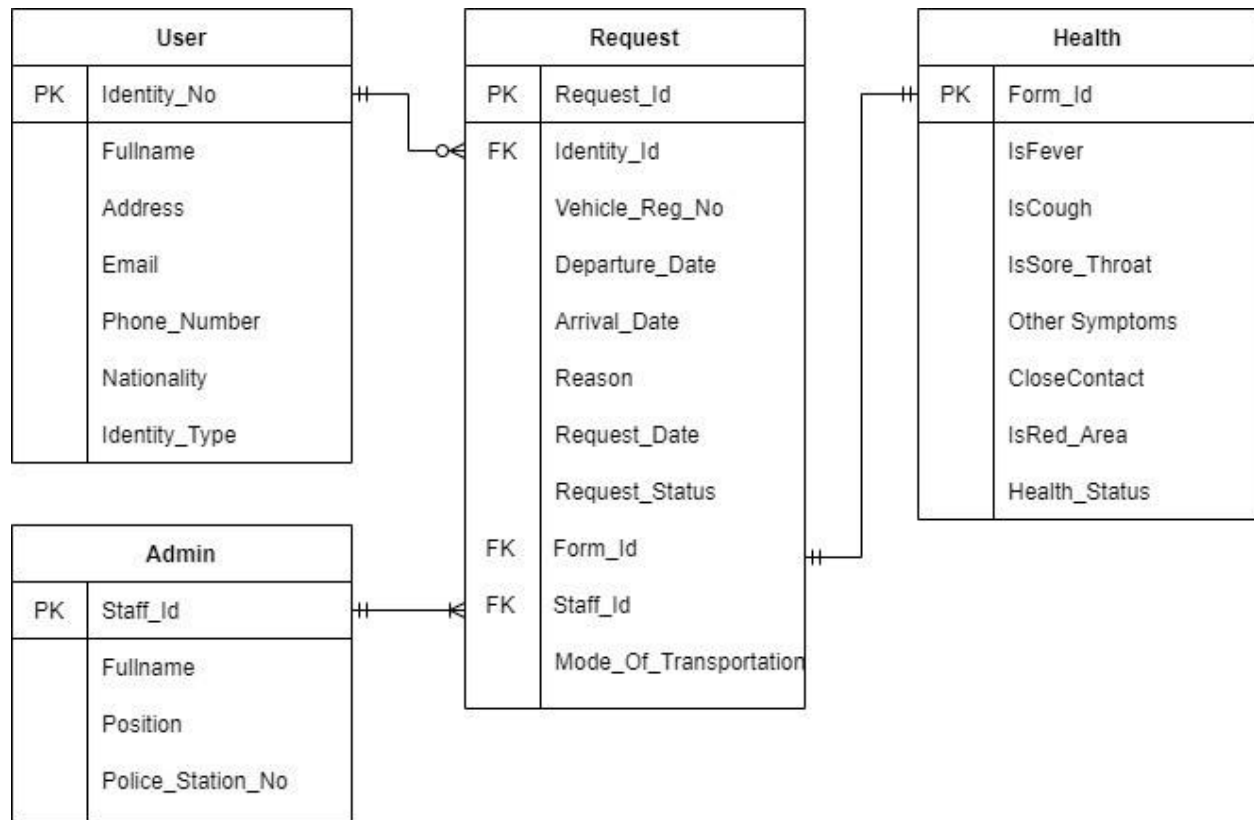 User
PK Identity_No
Fullname
Address
Email
Phone_Number
Nationality
Identity_Type
Request
PK Request_Id
FK Identity_Id
Vehicle_Reg_No
Departure_Date
Arrival_Date
Reason
Request_Date
Request_Status
FK Form_Id
FK Staff_Id
Mode_Of_Transportation
Health
PK Form_Id
IsFever
IsCough
IsSore_Throat
Other Symptoms
CloseContact
IsRed_Area
Health_Status
Admin
PK Staff_Id
Fullname
Position
Police_Station_No